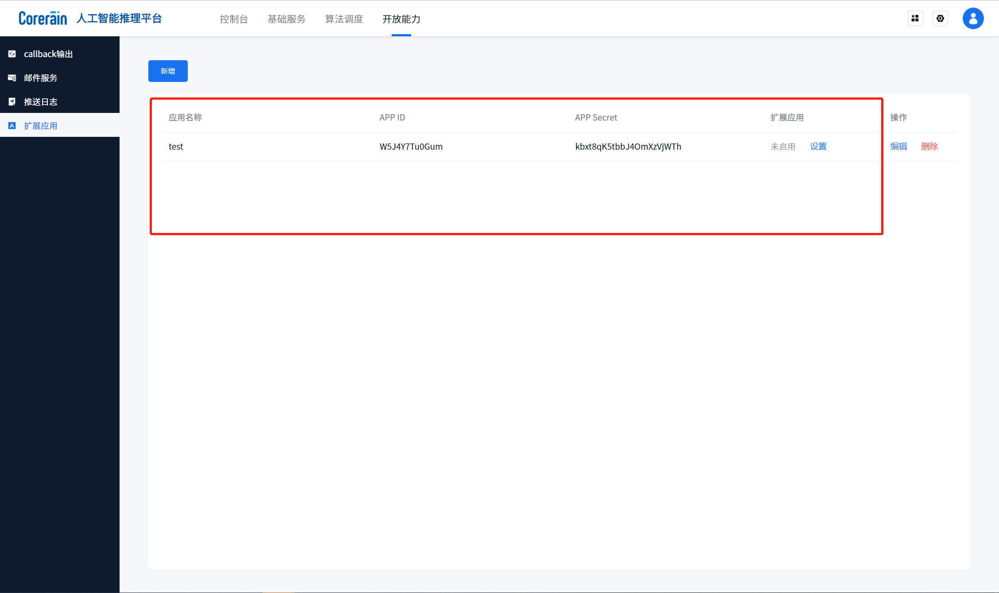 Corerain 人工智能推理平台 控制台 基础服务 算法调度 开放能力
callback输出
邮件服务
推送日志
扩展应用
新增
应用名称 APP ID APP Secret 扩展应用 操作
test W5J4Y7Tu0Gum kbxt8qK5tbbJ4OmXzVjWTh 未启用 设置 编辑 删除